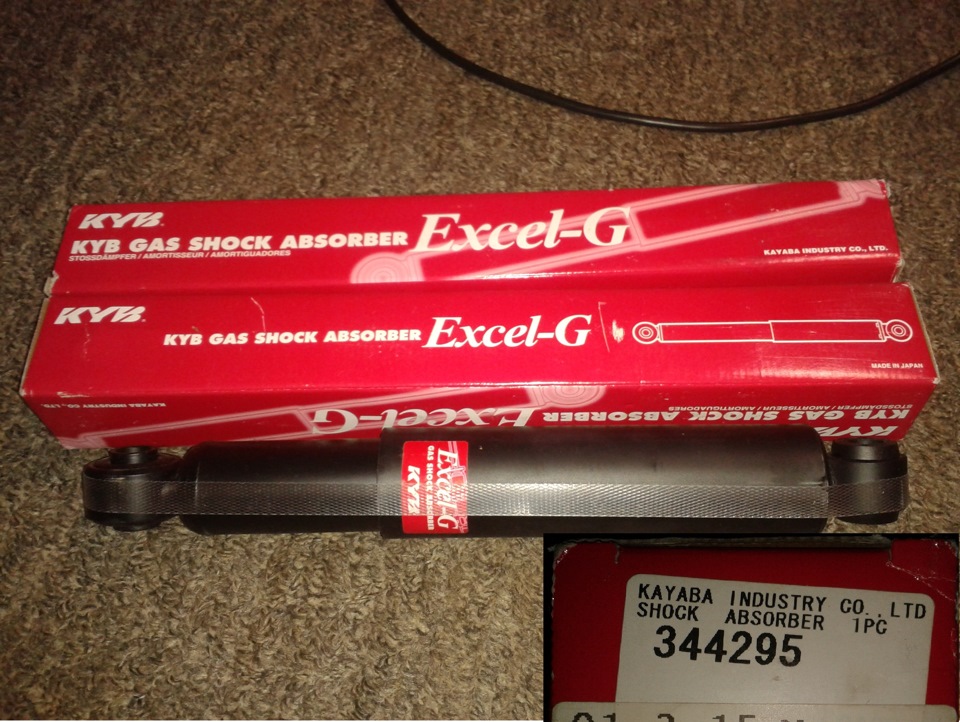 KYB
KYB GAS SHOCK ABSORBER Excel-G
STOSSDÄMPFER / AMORTISSEUR / AMORTIGUADORES
KAYABA INDUSTRY CO., LTD.
KYB
KYB GAS SHOCK ABSORBER Excel-G
MADE IN JAPAN
KYB
KYB GAS SHOCK ABSORBER Excel-G
STOSSDÄMPFER / AMORTISSEUR / AMORTIGUADORES
KAYABA INDUSTRY CO., LTD.
Excel-G
GAS SHOCK ABSORBER
KYB
KAYABA INDUSTRY CO.,LTD
SHOCK ABSORBER 1PC
344295